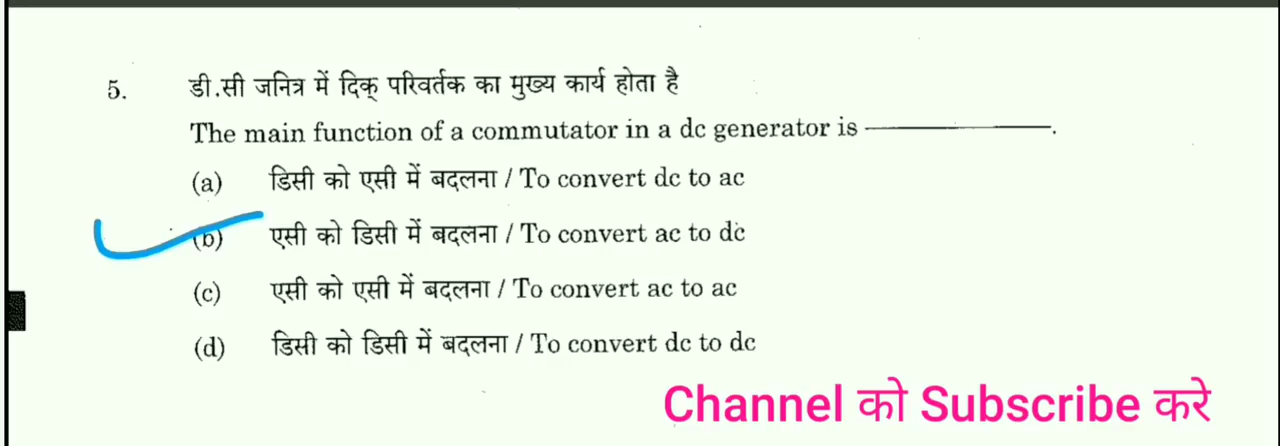 5. डी.सी जनित्र में दिक् परिवर्तक का मुख्य कार्य होता है
The main function of a commutator in a dc generator is ————————.
(a) डिसी को एसी में बदलना / To convert dc to ac
(b) एसी को डिसी में बदलना / To convert ac to dc
(c) एसी को एसी में बदलना / To convert ac to ac
(d) डिसी को डिसी में बदलना / To convert dc to dc
Channel को Subscribe करे